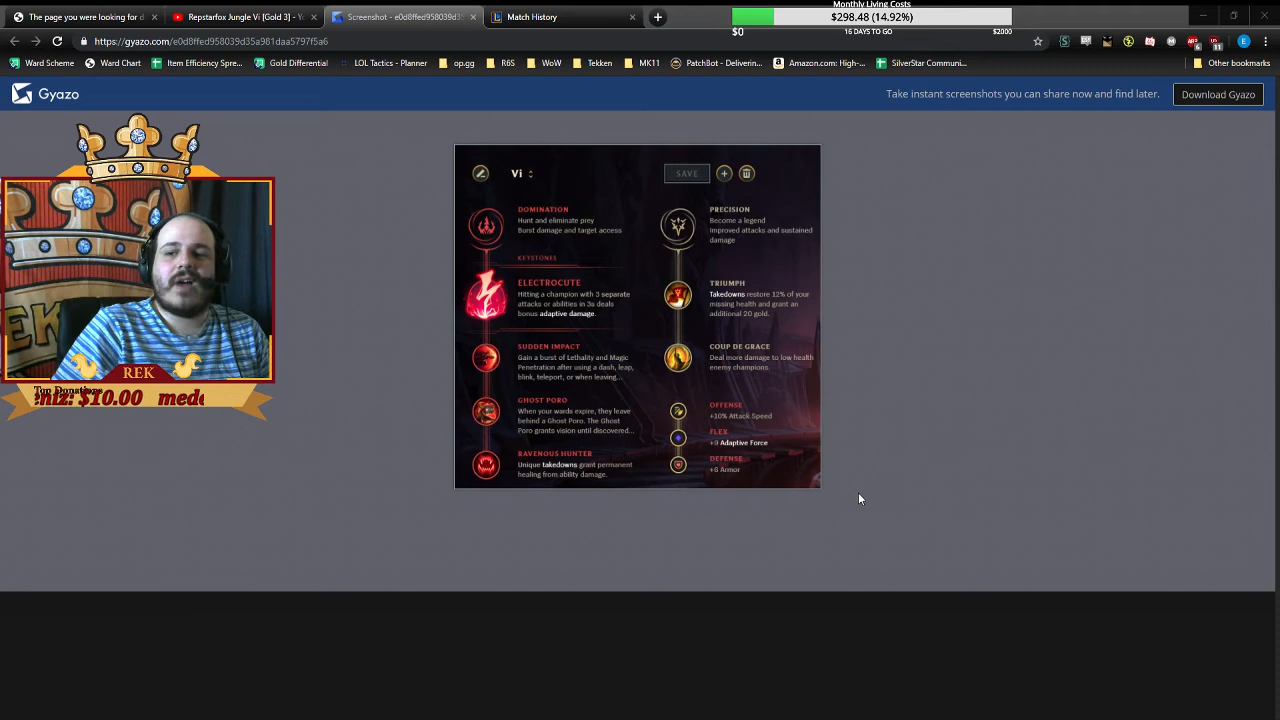 The page you were looking for d
Repstarfox Jungle Vi [Gold 3] - Yo
Screenshot - e0d8ffed958039d35
Match History
Monthly Living Costs
$298.48 (14.92%)
$0
16 DAYS TO GO
$2000
https://gyazo.com/e0d8ffed958039d35a981daa5797f5a6
Ward Scheme
Ward Chart
Item Efficiency Spre...
Gold Differential
LOL Tactics - Planner
op.gg
R6S
WoW
Tekken
MK11
PatchBot - Deliverin...
Amazon.com: High-...
SilverStar Communi...
Other bookmarks
Gyazo
Take instant screenshots you can share now and find later.
Download Gyazo
Vi
SAVE
DOMINATION
Hunt and eliminate prey
Burst damage and target access
KEYSTONES
ELECTROCUTE
Hitting a champion with 3 separate
attacks or abilities in 3s deals
bonus adaptive damage.
SUDDEN IMPACT
Gain a burst of Lethality and Magic
Penetration after using a dash, leap,
blink, teleport, or when leaving...
GHOST PORO
When your wards expire, they leave
behind a Ghost Poro. The Ghost
Poro grants vision until discovered...
RAVENOUS HUNTER
Unique takedowns grant permanent
healing from ability damage.
PRECISION
Become a legend
Improved attacks and sustained
damage
TRIUMPH
Takedowns restore 12% of your
missing health and grant an
additional 20 gold.
COUP DE GRACE
Deal more damage to low health
enemy champions.
OFFENSE
+10% Attack Speed
FLEX
+9 Adaptive Force
DEFENSE
+6 Armor
REK
Top Donations
$10.00